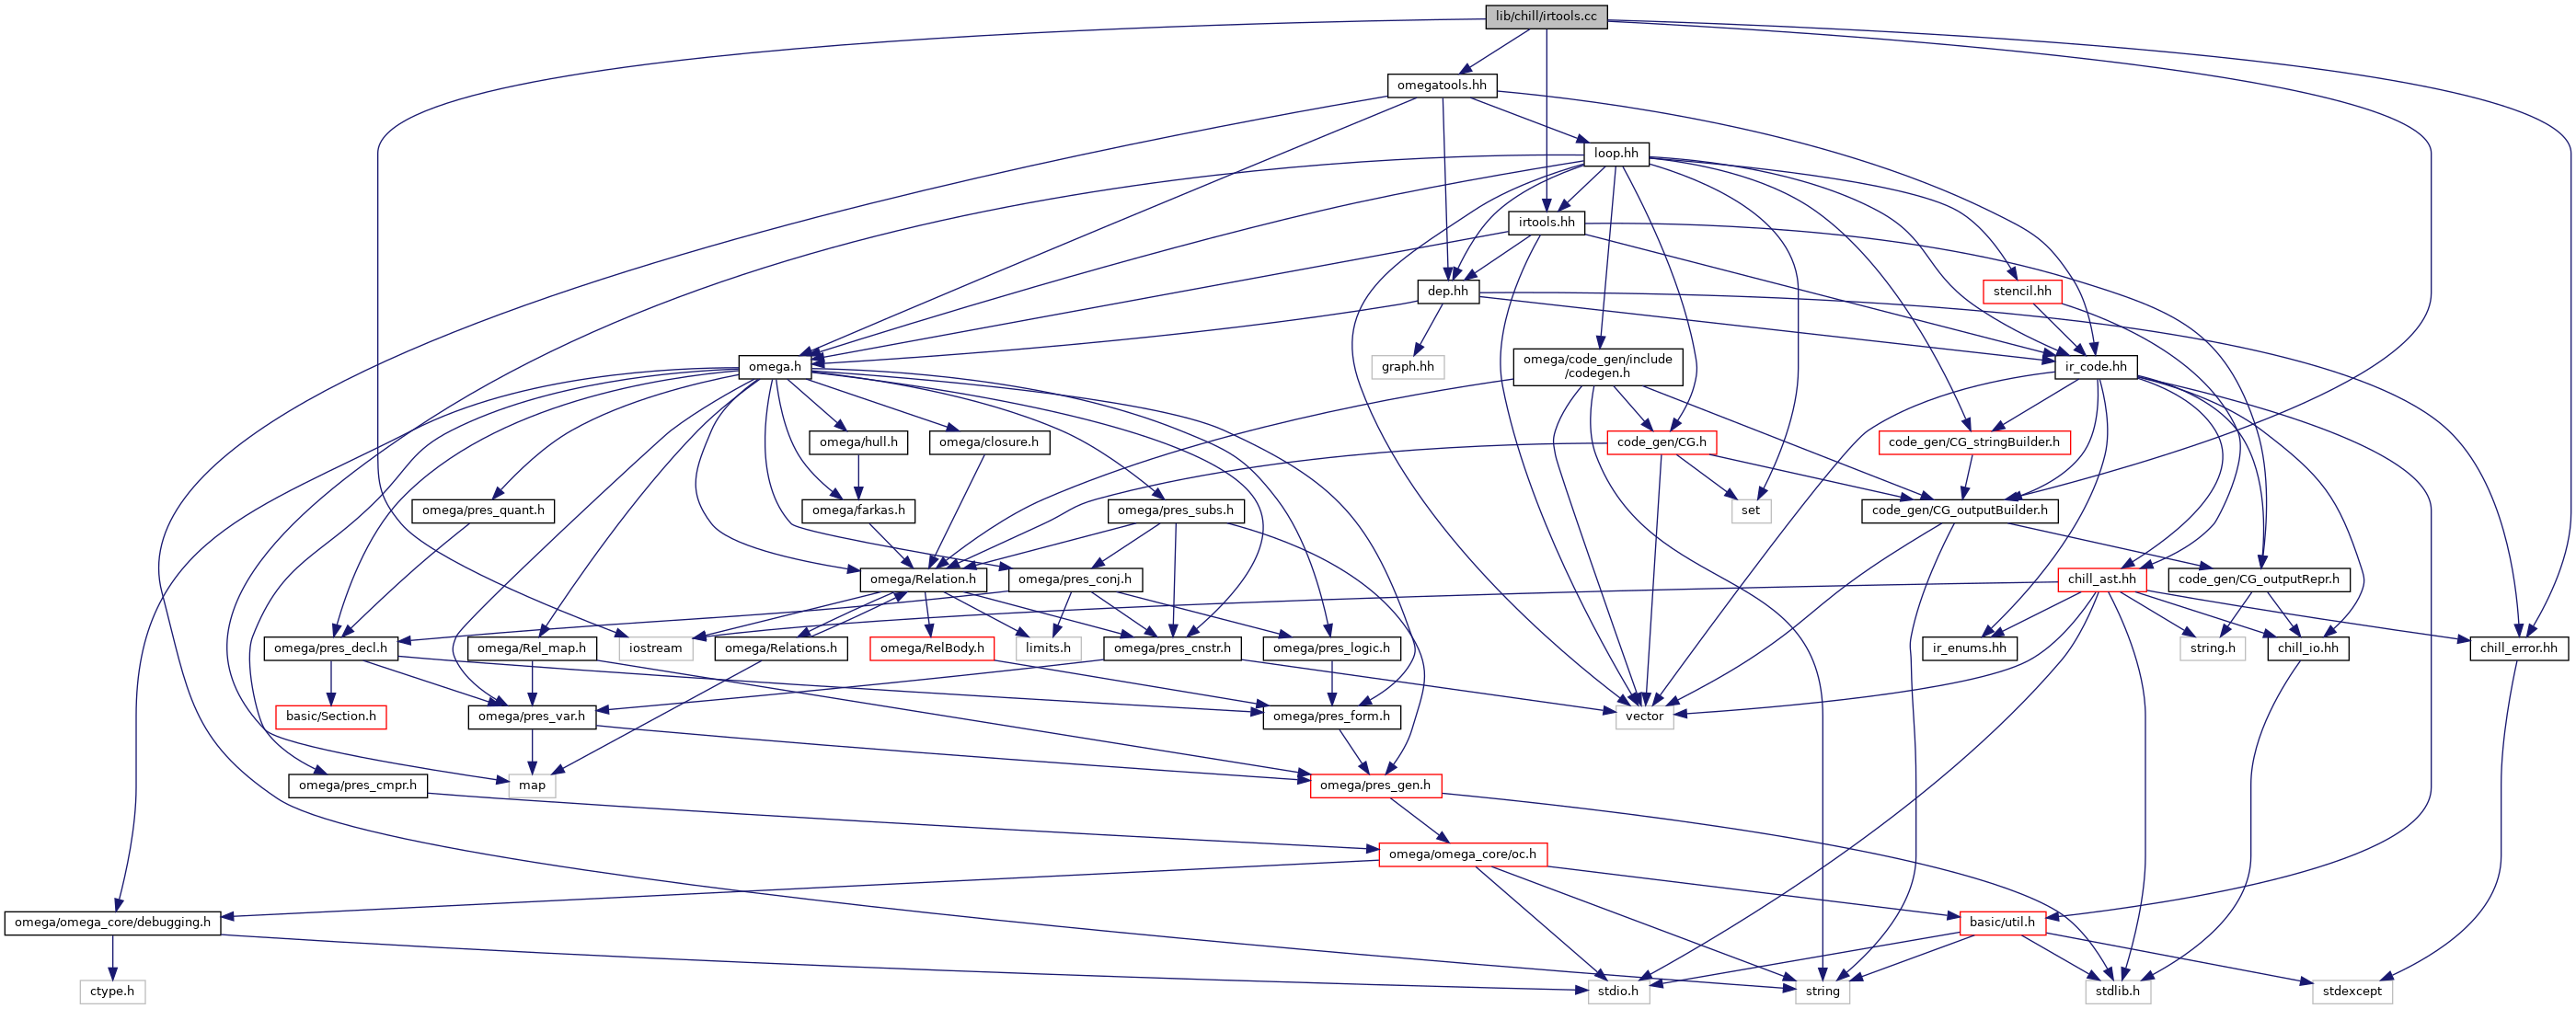 lib/chill/irtools.cc
omegatools.hh
loop.hh
irtools.hh
dep.hh
stencil.hh
graph.hh
omega.h
omega/code_gen/include
/codegen.h
ir_code.hh
omega/hull.h
omega/closure.h
code_gen/CG.h
code_gen/CG_stringBuilder.h
omega/pres_quant.h
omega/farkas.h
omega/pres_subs.h
set
code_gen/CG_outputBuilder.h
omega/Relation.h
omega/pres_conj.h
chill_ast.hh
code_gen/CG_outputRepr.h
omega/pres_decl.h
omega/Rel_map.h
iostream
omega/Relations.h
omega/RelBody.h
limits.h
omega/pres_cnstr.h
omega/pres_logic.h
ir_enums.hh
string.h
chill_io.hh
chill_error.hh
basic/Section.h
omega/pres_var.h
omega/pres_form.h
vector
omega/pres_cmpr.h
map
omega/pres_gen.h
omega/omega_core/oc.h
omega/omega_core/debugging.h
basic/util.h
ctype.h
stdio.h
string
stdlib.h
stdexcept